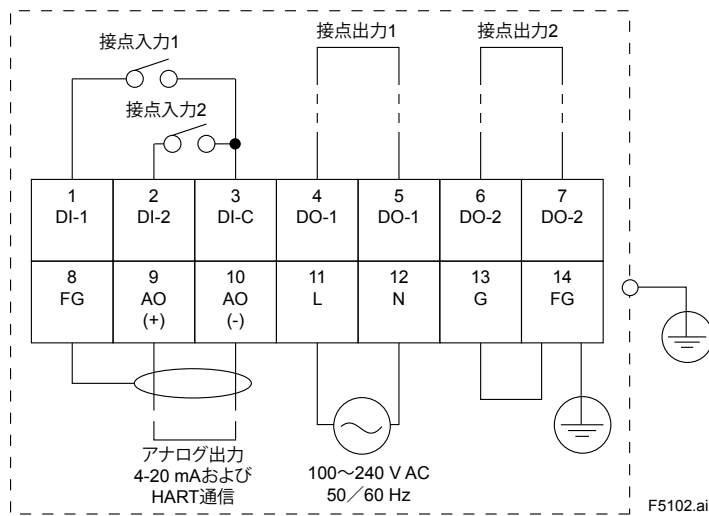 接点入力1
接点出力1
接点出力2
接点入力2
1 2 3 4 5 6 7
DI-1 DI-2 DI-C DO-1 DO-1 DO-2 DO-2
8 9 10 11 12 13 14
FG AO AO L N G FG
(+) (-)
アナログ出力
4-20 mAおよび
HART通信
100～240 V AC
50／60 Hz
F5102.ai